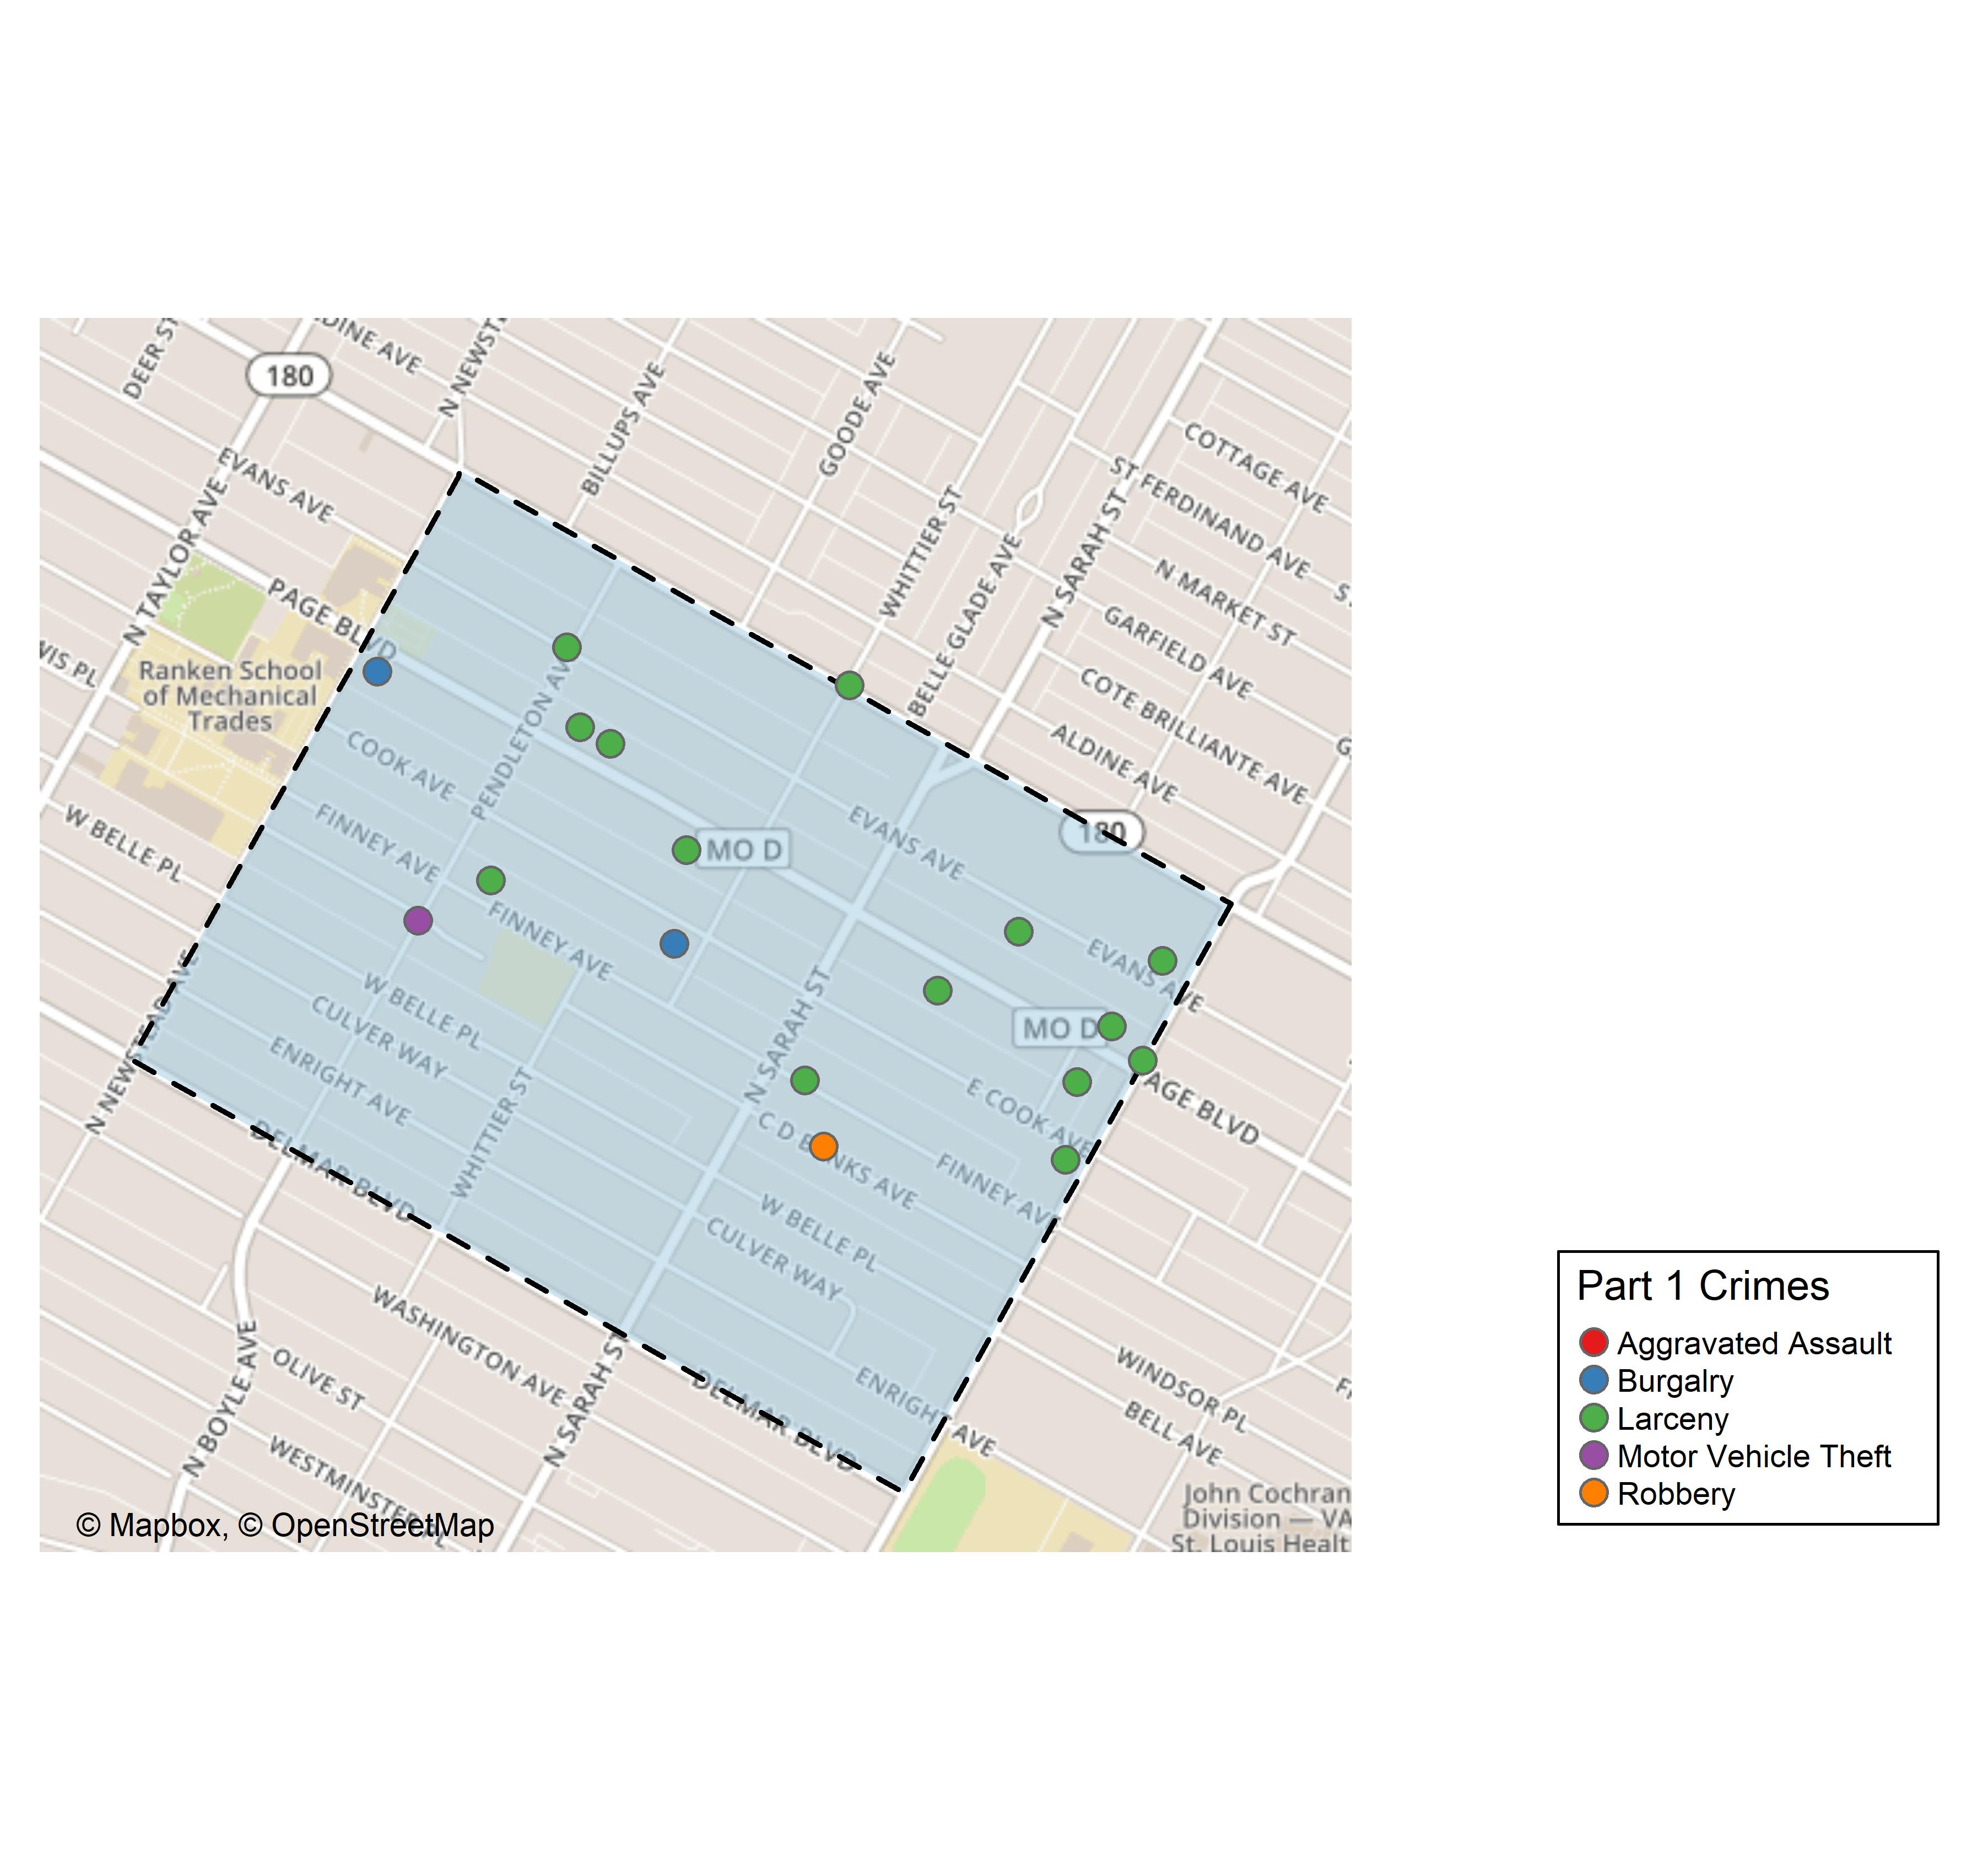 DEER ST
DINE AVE
N NEWST
180
BILLUPS AVE
GOODE AVE
COTTAGE AVE
EVANS AVE
ST FERDINAND AVE
WHITTIER ST
N SARAH ST
N TAYLOR AVE
BELLE GLADE AVE
N MARKET ST
S
PAGE BLVD
GARFIELD AVE
WIS PL
Ranken School
of Mechanical
Trades
COTE BRILLIANTE AVE
PENDLETON AV
COOK AVE
ALDINE AVE
G
W BELLE PL
FINNEY AVE
MO D
EVANS AVE
180
FINNEY AVE
EVANS AVE
N NEWSTEAD AVE
W BELLE PL
CULVER WAY
N SARAH ST
MO D
ENRIGHT AVE
WHITTIER ST
E COOK AVE
AGE BLVD
DELMAR BLVD
C D B NKS AVE
FINNEY AV
W BELLE PL
CULVER WAY
WASHINGTON AVE
N BOYLE AVE
OLIVE ST
N SARAH ST
DELMAR BLVD
ENRIGHT AVE
WINDSOR PL
BELL AVE
WESTMINSTER PL
John Cochran
Division — VA
St. Louis Healt
© Mapbox, © OpenStreetMap
Part 1 Crimes
Aggravated Assault
Burgalry
Larceny
Motor Vehicle Theft
Robbery